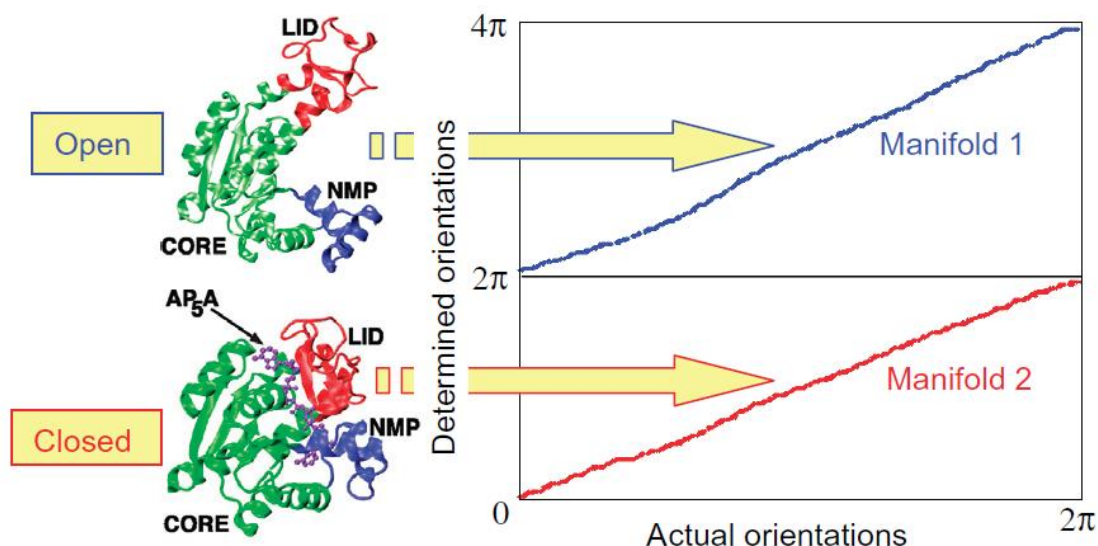 LID
Open
NMP
CORE
AP5A
LID
NMP
Closed
CORE
Determined orientations
4π
Manifold 1
2π
Manifold 2
0
2π
Actual orientations